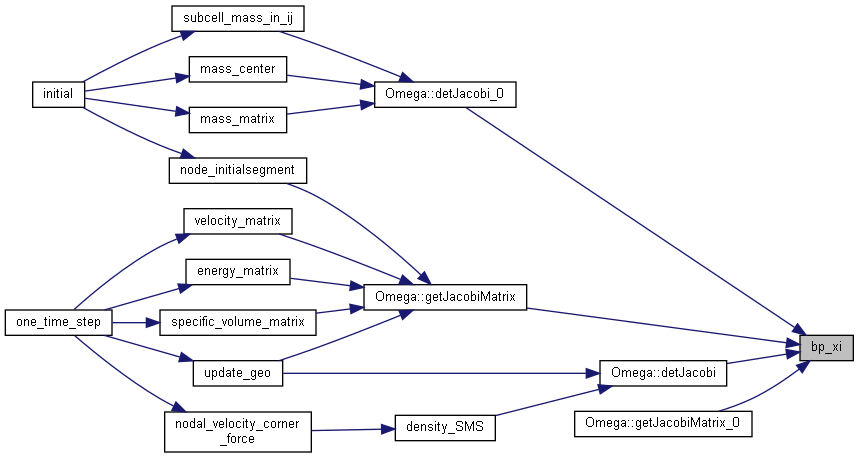 subcell_mass_in_ij
mass_center
initial
Omega::detJacobi_0
mass_matrix
node_initialsegment
velocity_matrix
energy_matrix
Omega::getJacobiMatrix
one_time_step
specific_volume_matrix
bp_xi
update_geo
Omega::detJacobi
Omega::getJacobiMatrix_0
nodal_velocity_corner
_force
density_SMS